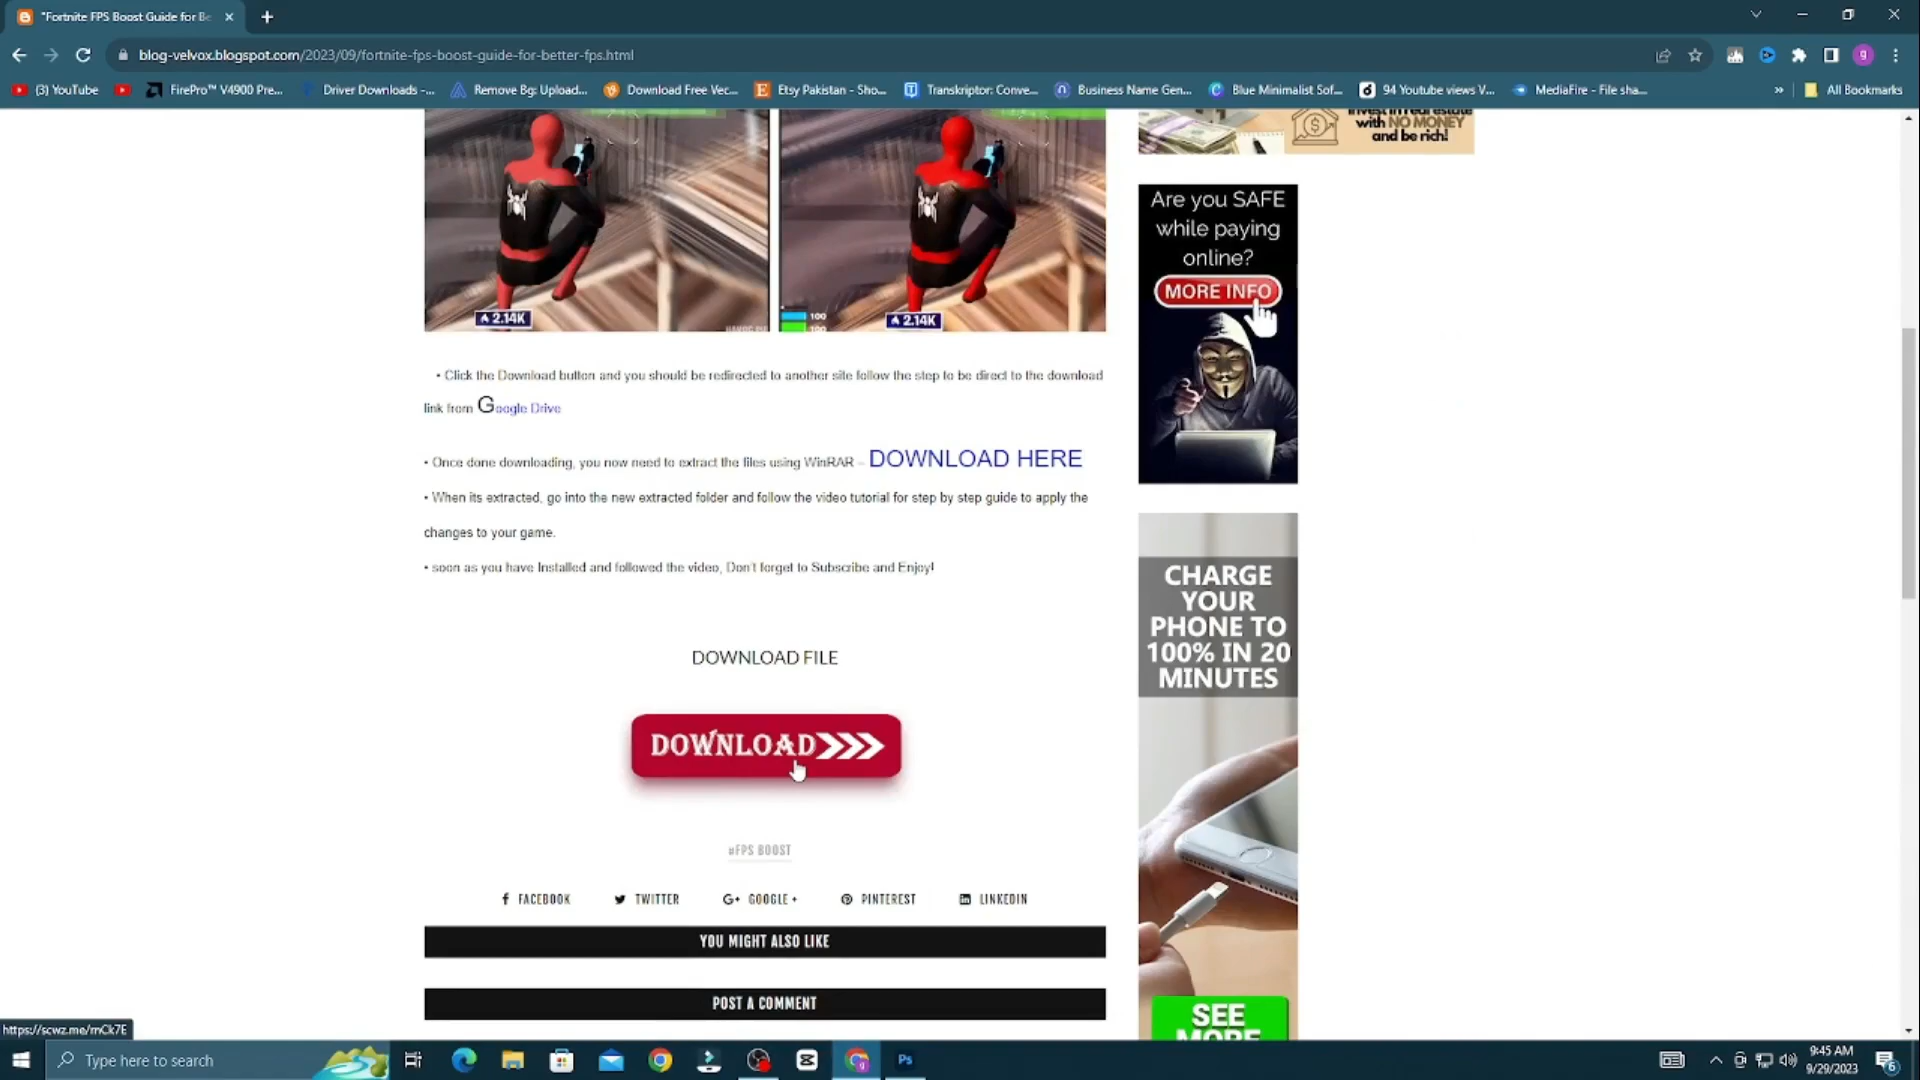 "Fortnite FPS Boost Guide for Be
blog-velvox.blogspot.com/2023/09/fortnite-fps-boost-guide-for-better-fps.html
g
(3) YouTube
FirePro™ V4900 Pre...
Driver Downloads -...
Remove Bg: Upload...
Download Free Vec...
Etsy Pakistan - Sho...
Transkriptor: Conve...
Business Name Gen...
Blue Minimalist Sof...
94 Youtube views V...
MediaFire - File sha...
»
All Bookmarks
invest in real estate
with NO MONEY
and be rich!
Are you SAFE
while paying
online?
MORE INFO
2.14K
100
2.14K
• Click the Download button and you should be redirected to another site follow the step to be direct to the download
link from Google Drive
• Once done downloading, you now need to extract the files using WinRAR – DOWNLOAD HERE
• When its extracted, go into the new extracted folder and follow the video tutorial for step by step guide to apply the
changes to your game.
• soon as you have Installed and followed the video, Don't forget to Subscribe and Enjoy!
CHARGE
YOUR
PHONE TO
100% IN 20
MINUTES
DOWNLOAD FILE
DOWNLOAD
#FPS BOOST
FACEBOOK
TWITTER
GOOGLE +
PINTEREST
LINKEDIN
YOU MIGHT ALSO LIKE
POST A COMMENT
SEE
MORE
https://scwz.me/mCk7E
Type here to search
Ps
9:45 AM
9/29/2023
6